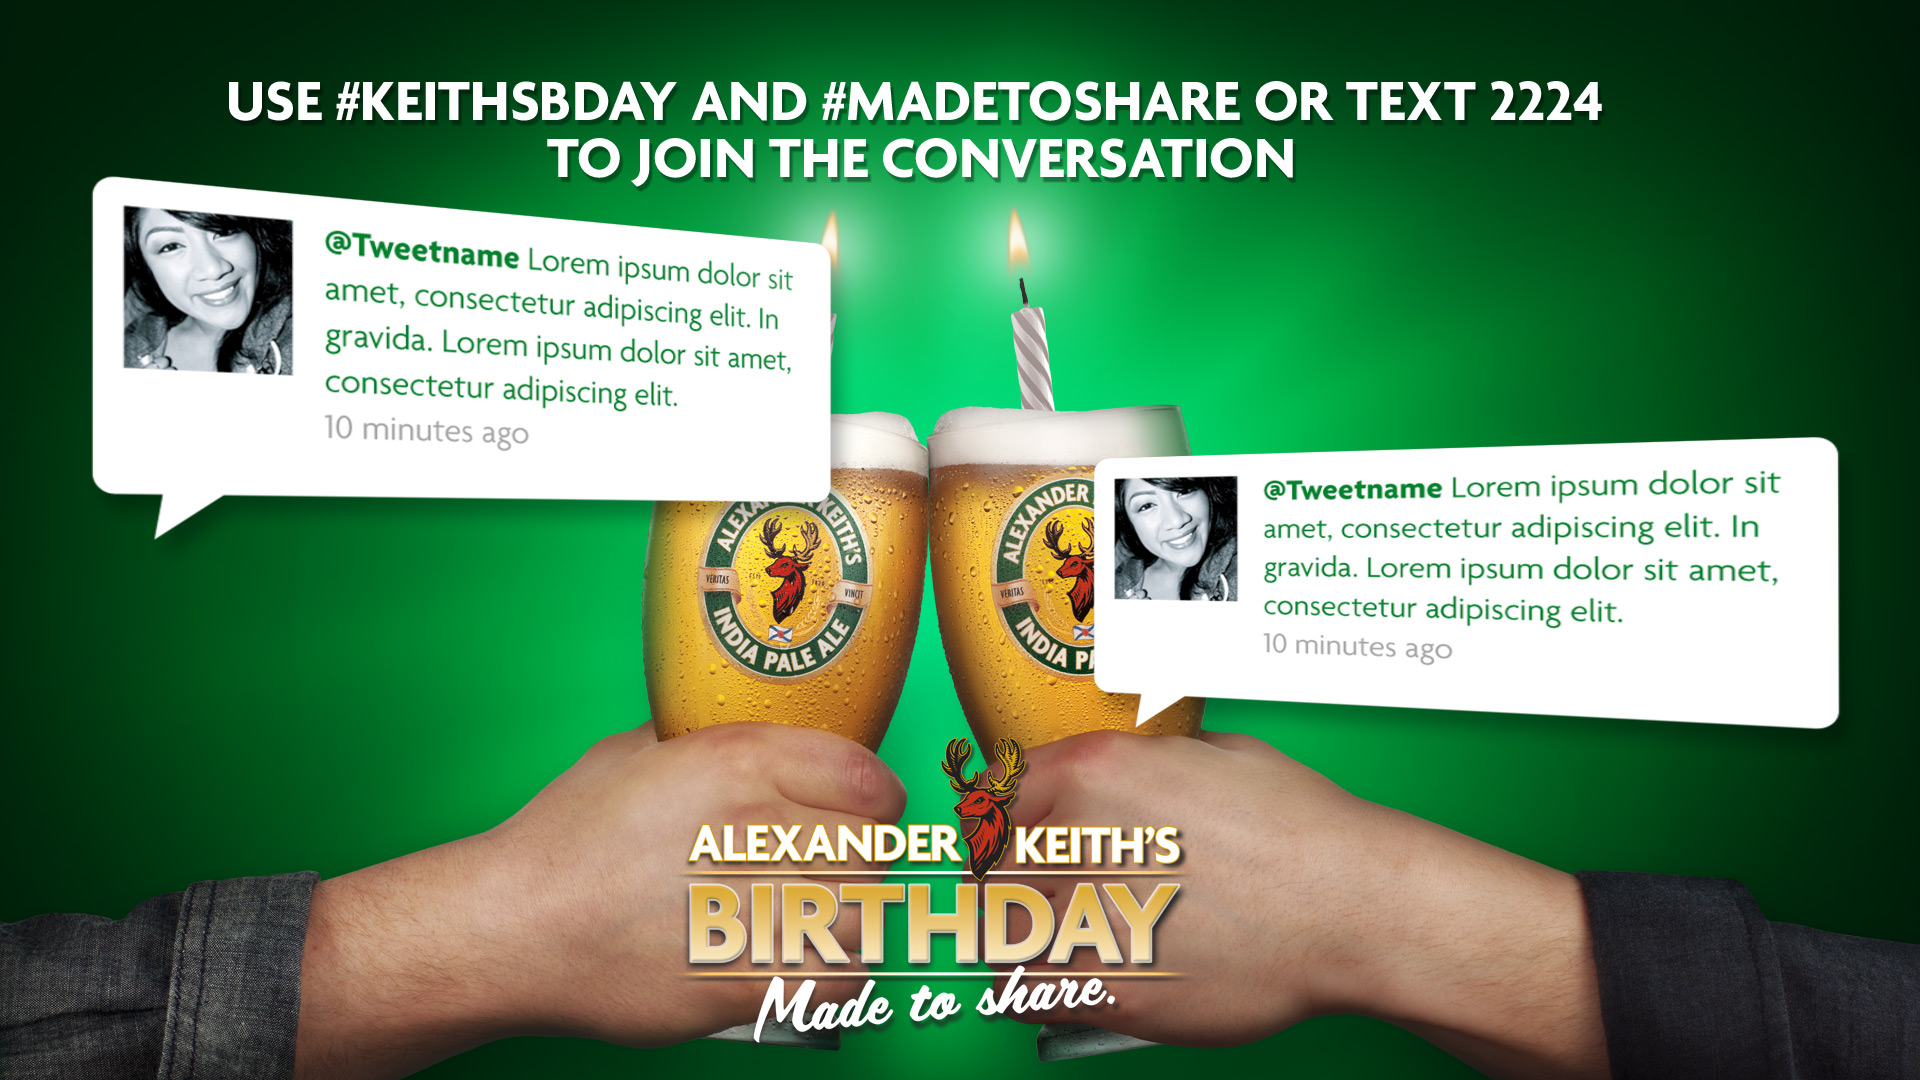 USE #KEITHSBDAY AND #MADETOSHARE OR TEXT 2224
TO JOIN THE CONVERSATION
@Tweetname Lorem ipsum dolor sit
amet, consectetur adipiscing elit. In
gravida. Lorem ipsum dolor sit amet,
consectetur adipiscing elit.
10 minutes ago
@Tweetname Lorem ipsum dolor sit
amet, consectetur adipiscing elit. In
gravida. Lorem ipsum dolor sit amet,
consectetur adipiscing elit.
10 minutes ago
KEITH'S
VERITAS
VINCIT
INDIA PALE ALE
ALEXANDER
VERITAS
INDIA
ALEXANDER KEITH'S
BIRTHDAY
Made to share.